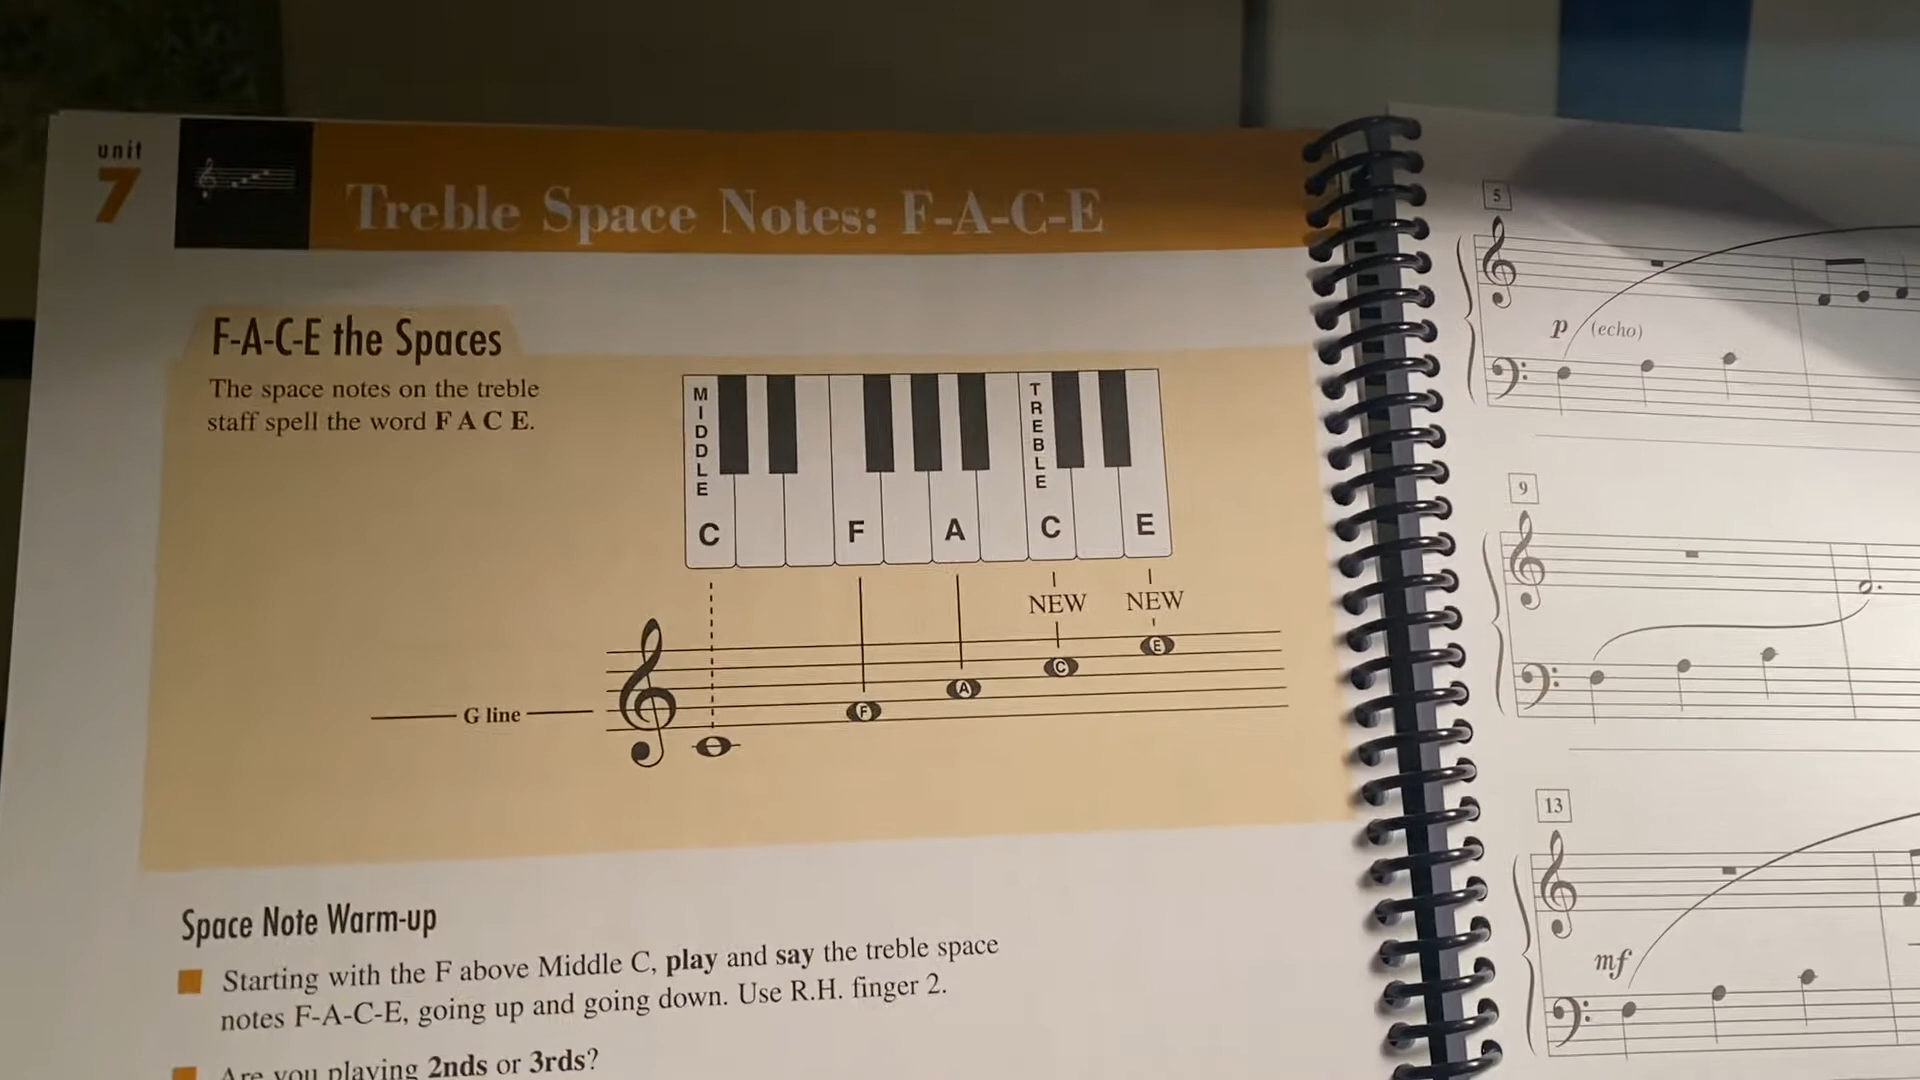 unit
7
Treble Space Notes: F-A-C-E
F-A-C-E the Spaces
The space notes on the treble
staff spell the word F A C E.
MIDDLE
TREBLE
C F A C E
NEW NEW
E
C
A
F
G line
Space Note Warm-up
Starting with the F above Middle C, play and say the treble space
notes F-A-C-E, going up and going down. Use R.H. finger 2.
Are you playing 2nds or 3rds?
5
p (echo)
9
13
mf